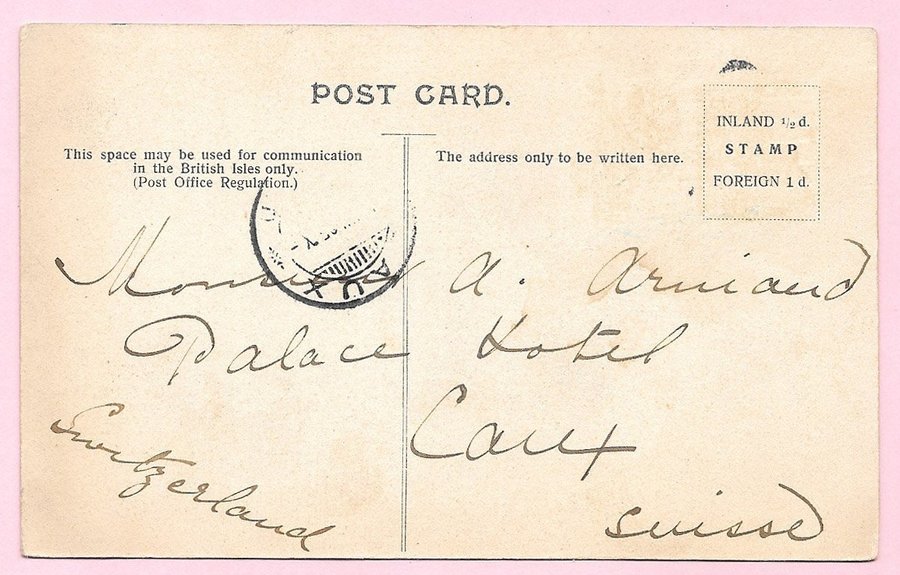 POST CARD.
This space may be used for communication
in the British Isles only.
(Post Office Regulation.)
The address only to be written here.
INLAND ½ d.
STAMP
FOREIGN 1 d.
AUX
Monsieur A. Armand
Palace Hotel
Caux
Switzerland
Suisse